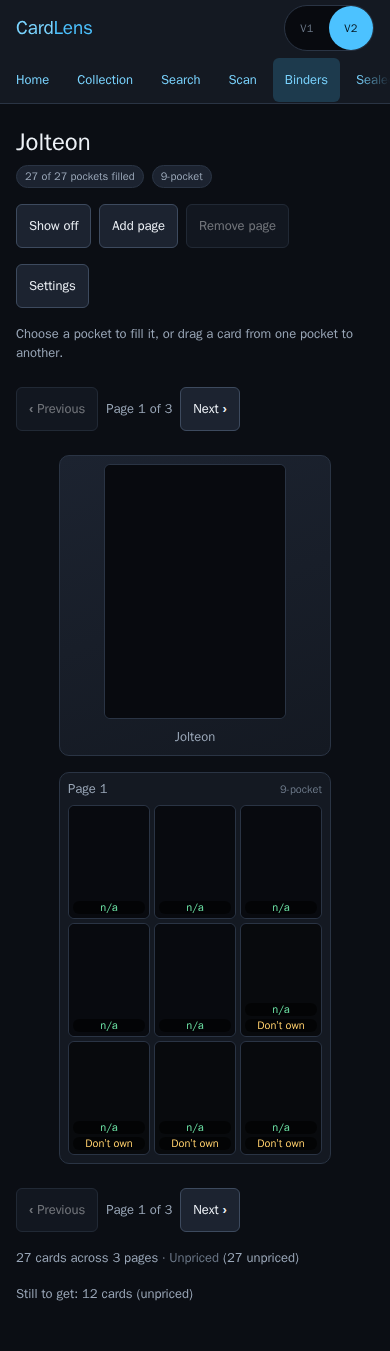 CardLens
V1 V2
Home Collection Search Scan Binders Seale
Jolteon
27 of 27 pockets filled 9-pocket
Show off Add page Remove page
Settings
Choose a pocket to fill it, or drag a card from one pocket to
another.
‹ Previous Page 1 of 3 Next ›
Jolteon
Page 1 9-pocket
n/a n/a n/a
n/a n/a n/a
Don't own
n/a n/a n/a
Don't own Don't own Don't own
‹ Previous Page 1 of 3 Next ›
27 cards across 3 pages · Unpriced (27 unpriced)
Still to get: 12 cards (unpriced)